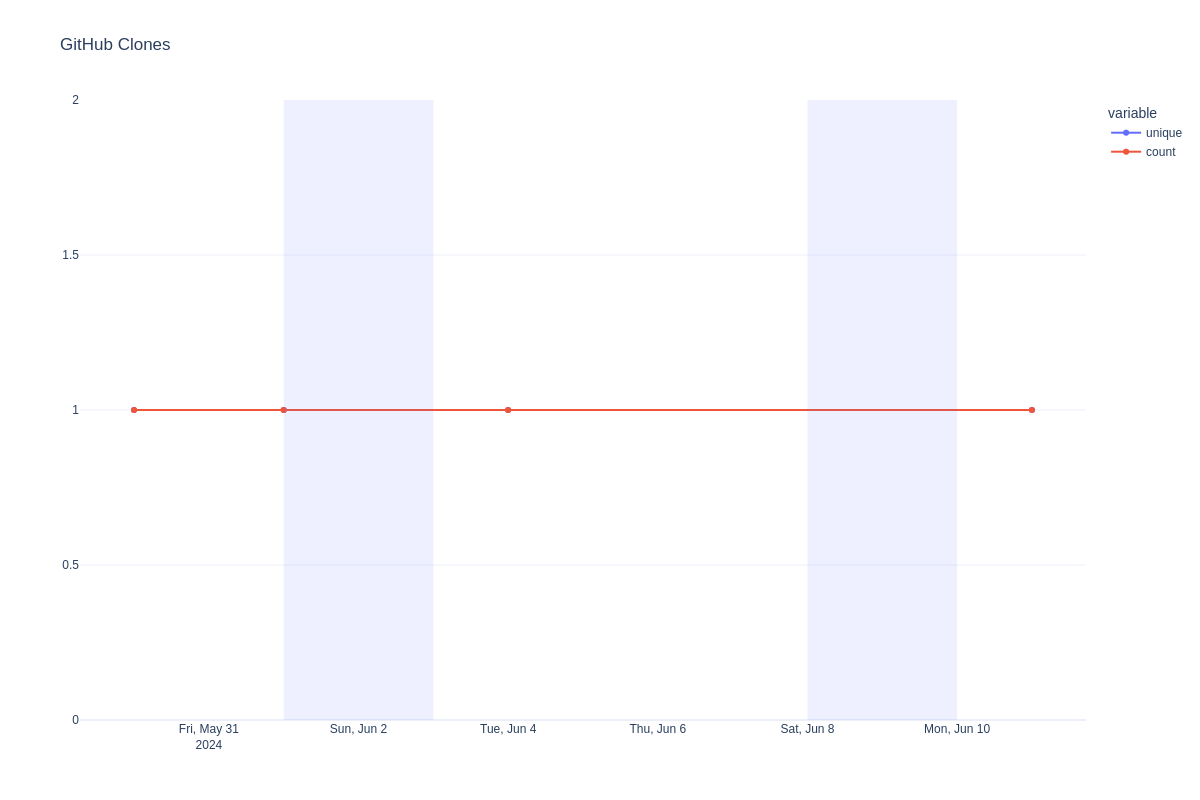 GitHub Clones
2
1.5
1
0.5
0
Fri, May 31
2024
Sun, Jun 2
Tue, Jun 4
Thu, Jun 6
Sat, Jun 8
Mon, Jun 10
variable
unique
count